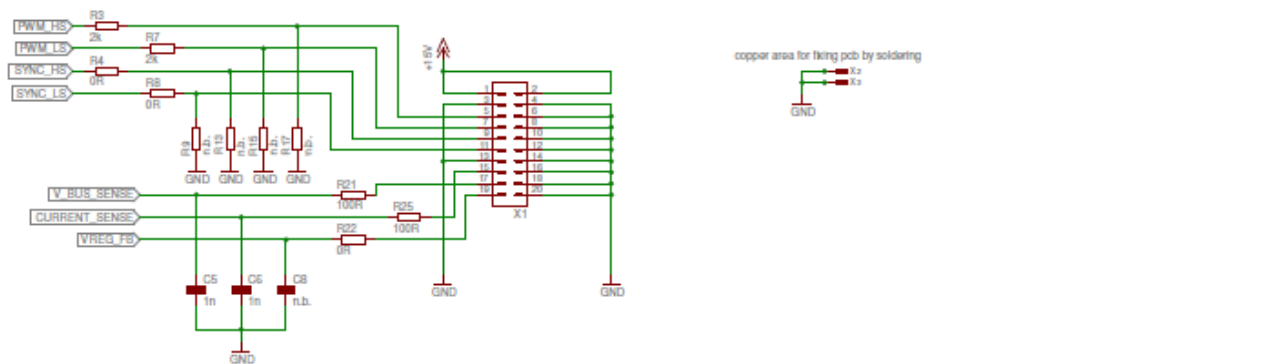 PWM_HS
R3
2k
PWM_LS
R7
2k
SYNC_HS
R4
0R
SYNC_LS
R8
0R
+15V
copper area for fixing pcb by soldering
X2
X3
GND
R9
n.b.
R13
n.b.
R15
n.b.
R17
n.b.
GND
GND
GND
GND
1
2
3
4
5
6
7
8
9
10
11
12
13
14
15
16
17
18
19
20
X1
V_BUS_SENSE
R21
100R
CURRENT_SENSE
R25
100R
VREG_FB
R22
0R
C5
1n
C6
1n
C8
n.b.
GND
GND
GND